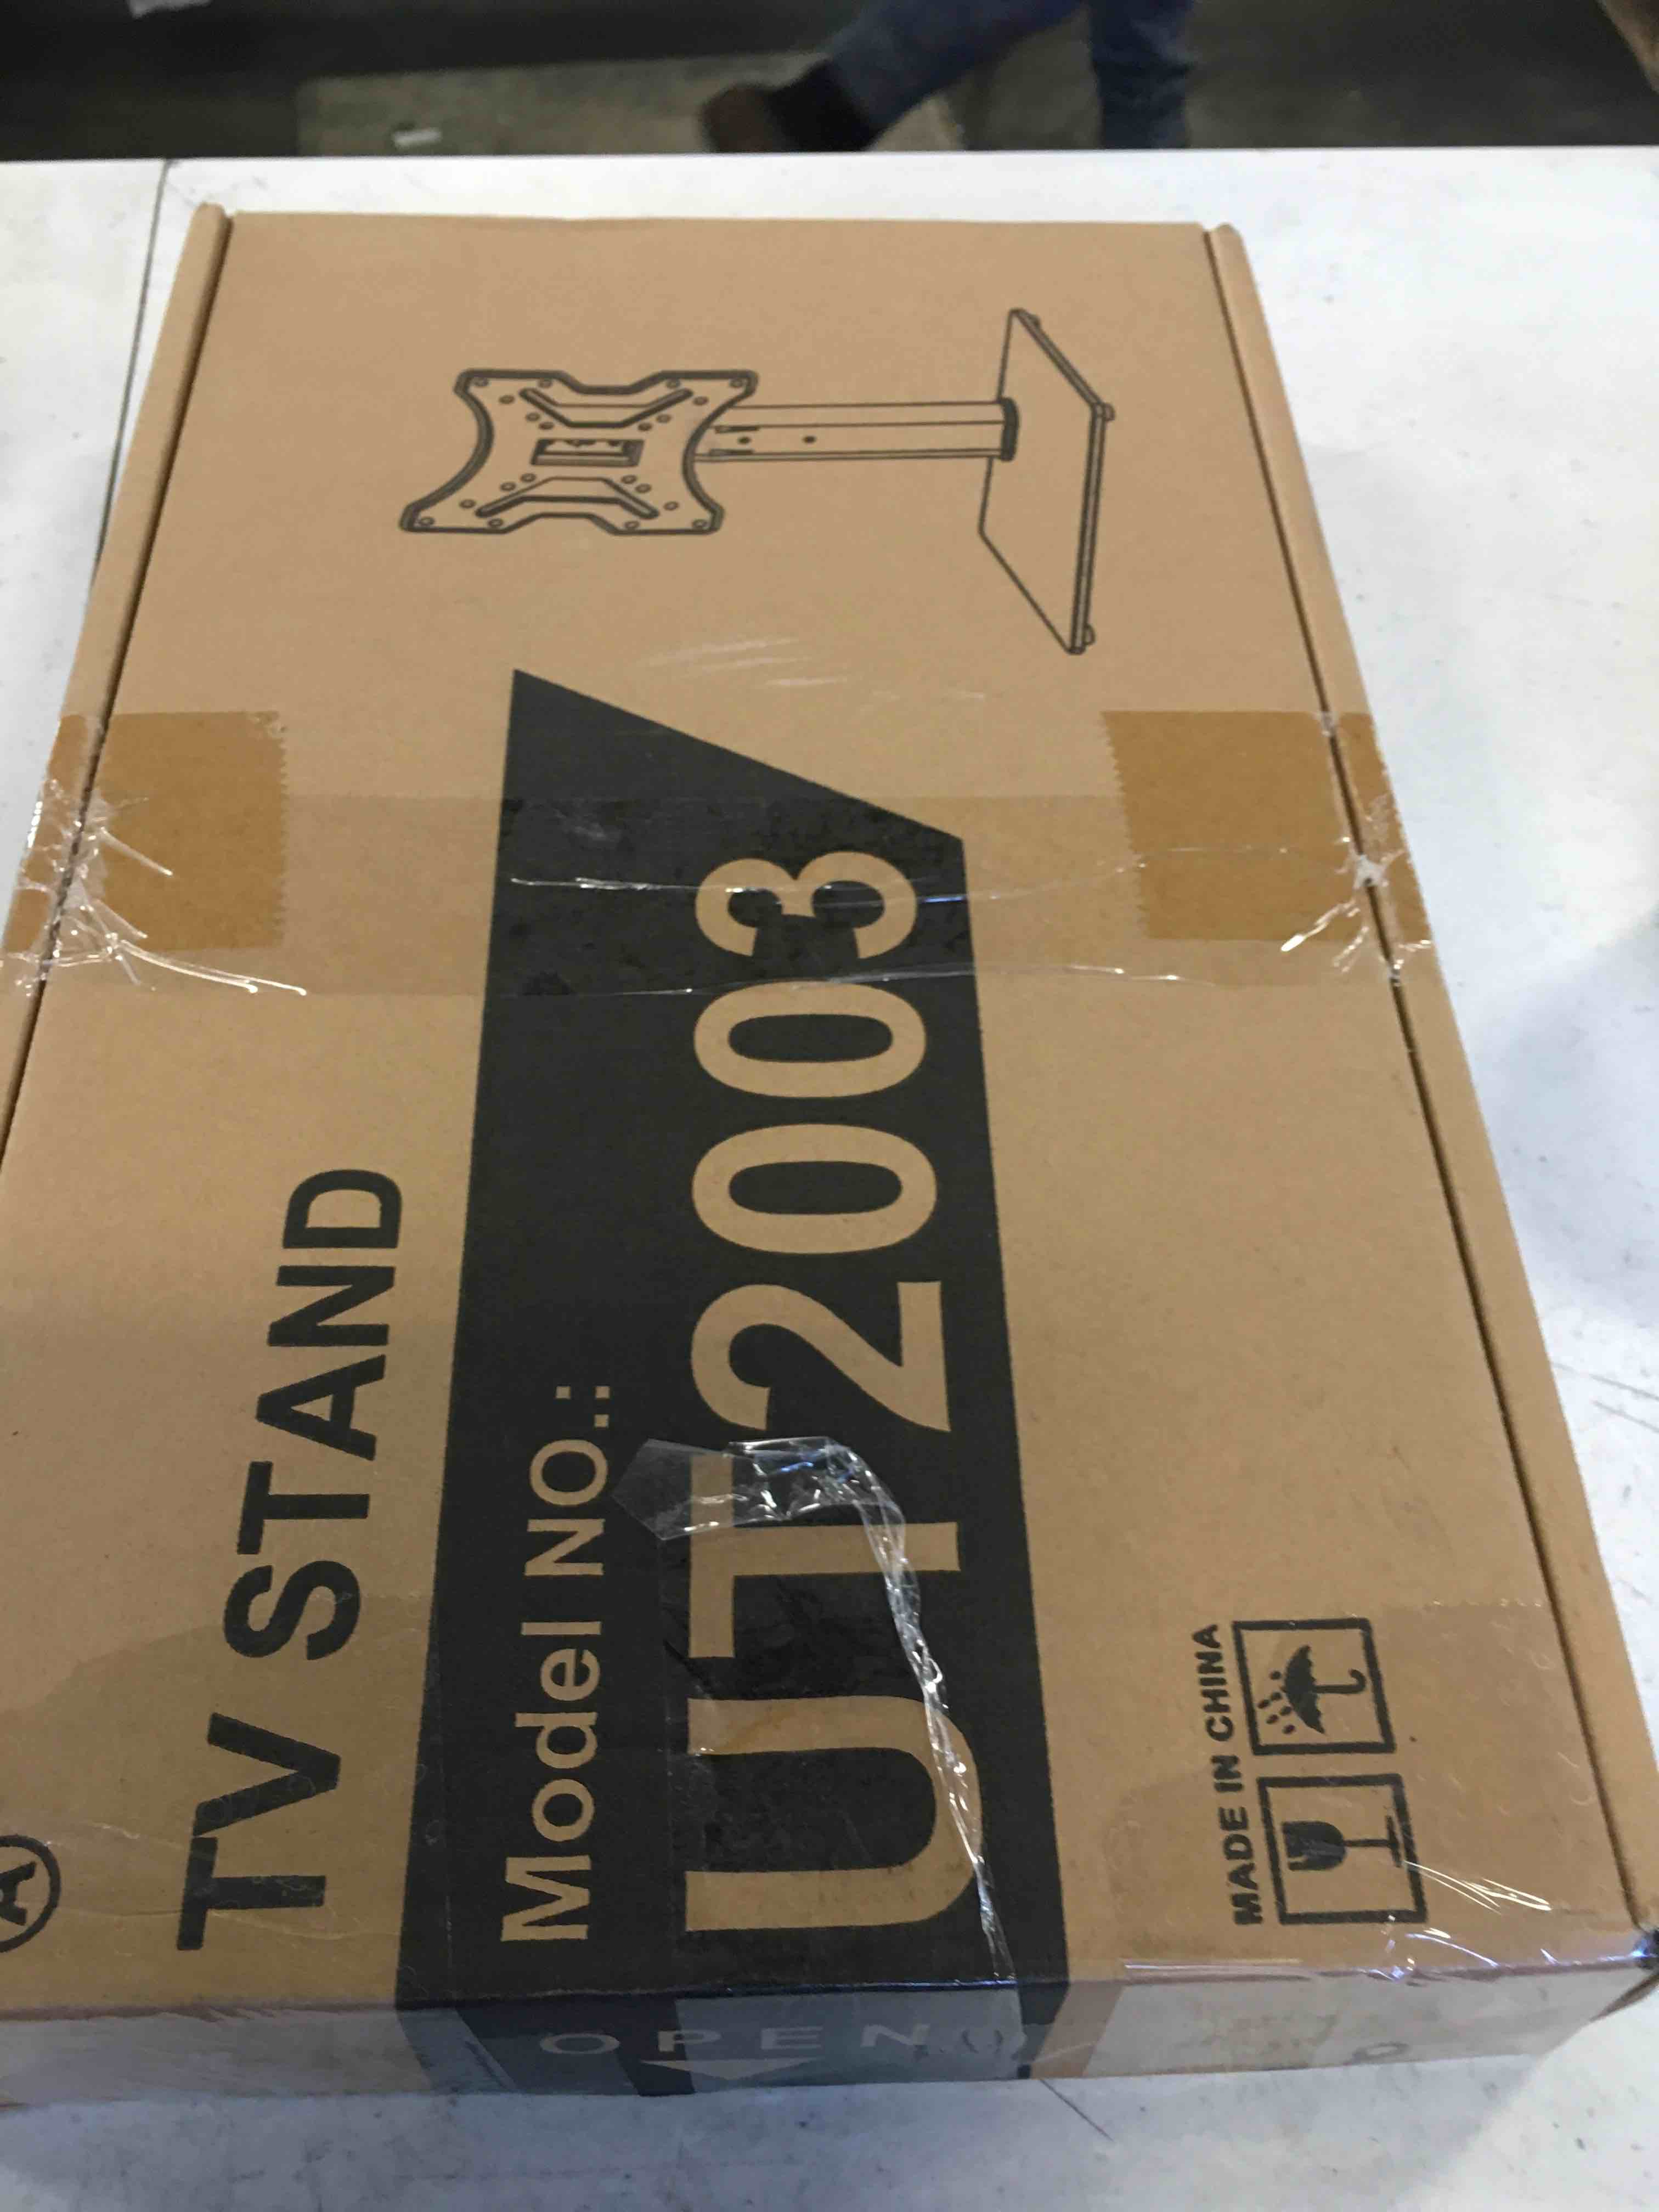 A
TV STAND
Model NO.:
UT2003
MADE IN CHINA
OPEN